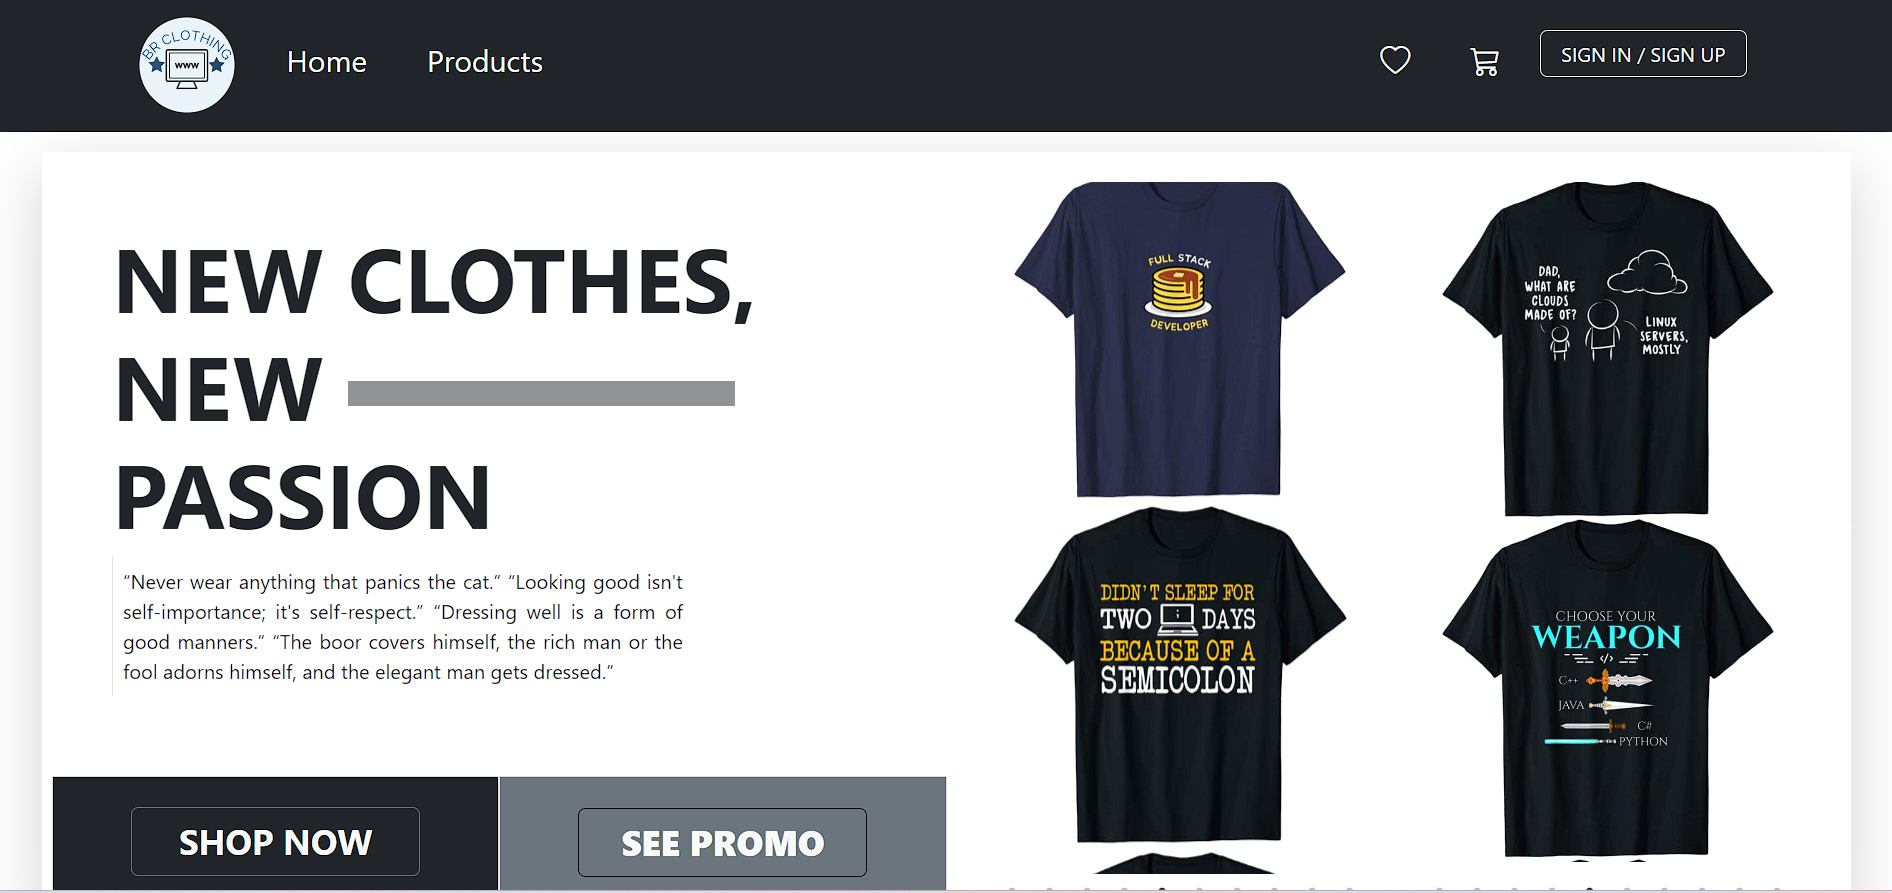 BR CLOTHING
www
Home
Products
SIGN IN / SIGN UP
NEW CLOTHES,
NEW
PASSION
“Never wear anything that panics the cat.“ “Looking good isn't
self-importance; it's self-respect.” “Dressing well is a form of
good manners.” “The boor covers himself, the rich man or the
fool adorns himself, and the elegant man gets dressed.“
SHOP NOW
SEE PROMO
FULL STACK
DEVELOPER
DAD,
WHAT ARE
CLOUDS
MADE OF?
LINUX
SERVERS,
MOSTLY
DIDN'T SLEEP FOR
TWO ; DAYS
BECAUSE OF A
SEMICOLON
CHOOSE YOUR
WEAPON
</>
C++
JAVA
C#
PYTHON